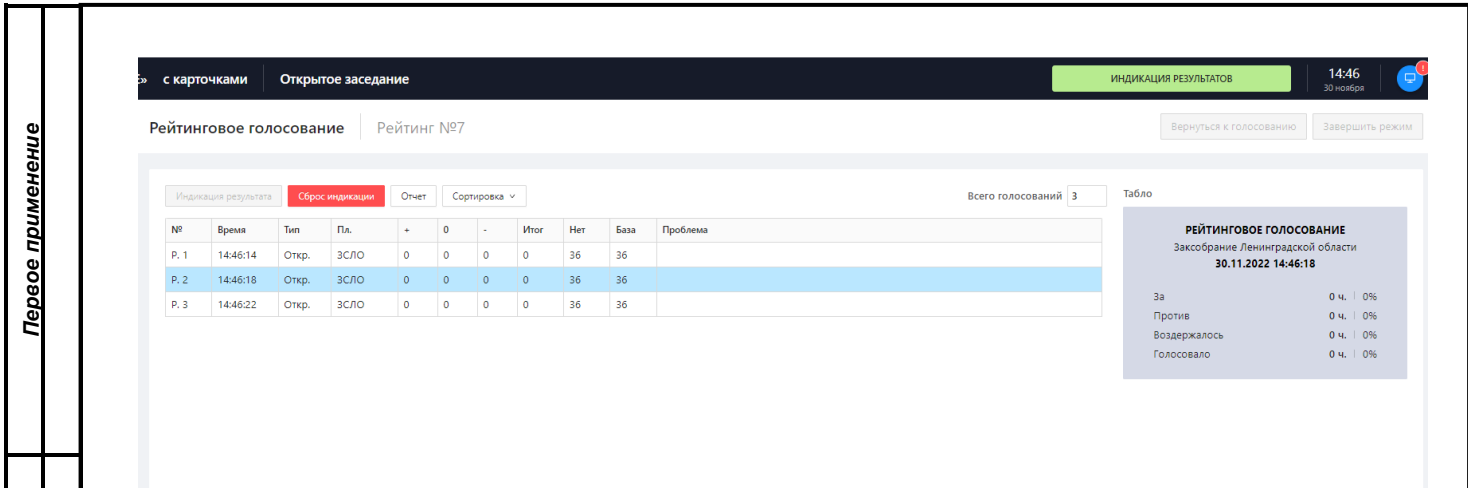 Первое применение
» с карточками Открытое заседание ИНДИКАЦИЯ РЕЗУЛЬТАТОВ 14:46
30 ноября
Рейтинговое голосование Рейтинг №7 Вернуться к голосованию Завершить режим
Индикация результата Сброс индикации Отчет Сортировка Всего голосований 3 Табло
№ Время Тип Пл. + 0 - Итог Нет База Проблема
Р. 1 14:46:14 Откр. ЗСЛО 0 0 0 0 36 36
Р. 2 14:46:18 Откр. ЗСЛО 0 0 0 0 36 36
Р. 3 14:46:22 Откр. ЗСЛО 0 0 0 0 36 36
РЕЙТИНГОВОЕ ГОЛОСОВАНИЕ
Заксобрание Ленинградской области
30.11.2022 14:46:18
За 0 ч. 0%
Против 0 ч. 0%
Воздержалось 0 ч. 0%
Голосовало 0 ч. 0%